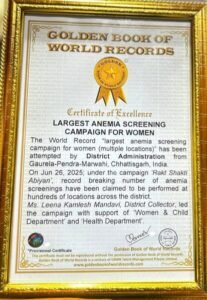 GOLDEN BOOK OF
WORLD RECORDS
Certificate of Excellence
LARGEST ANEMIA SCREENING
CAMPAIGN FOR WOMEN
The World Record "largest anemia screening
campaign for women (multiple locations)" has been
attempted by District Administration from
Gaurela-Pendra-Marwahi, Chhattisgarh, India.
On Jun 26, 2025; under the campaign 'Rakt Shakti
Abiyan', record breaking number of anemia
screenings have been claimed to be performed at
hundreds of locations across the district.
Ms. Leena Kamlesh Mandavi, District Collector, led
the campaign with support of 'Women & Child
Department' and 'Health Department'.
*Provisional Certificate
Golden Book of World Records
www.goldenbookofworldrecords.com